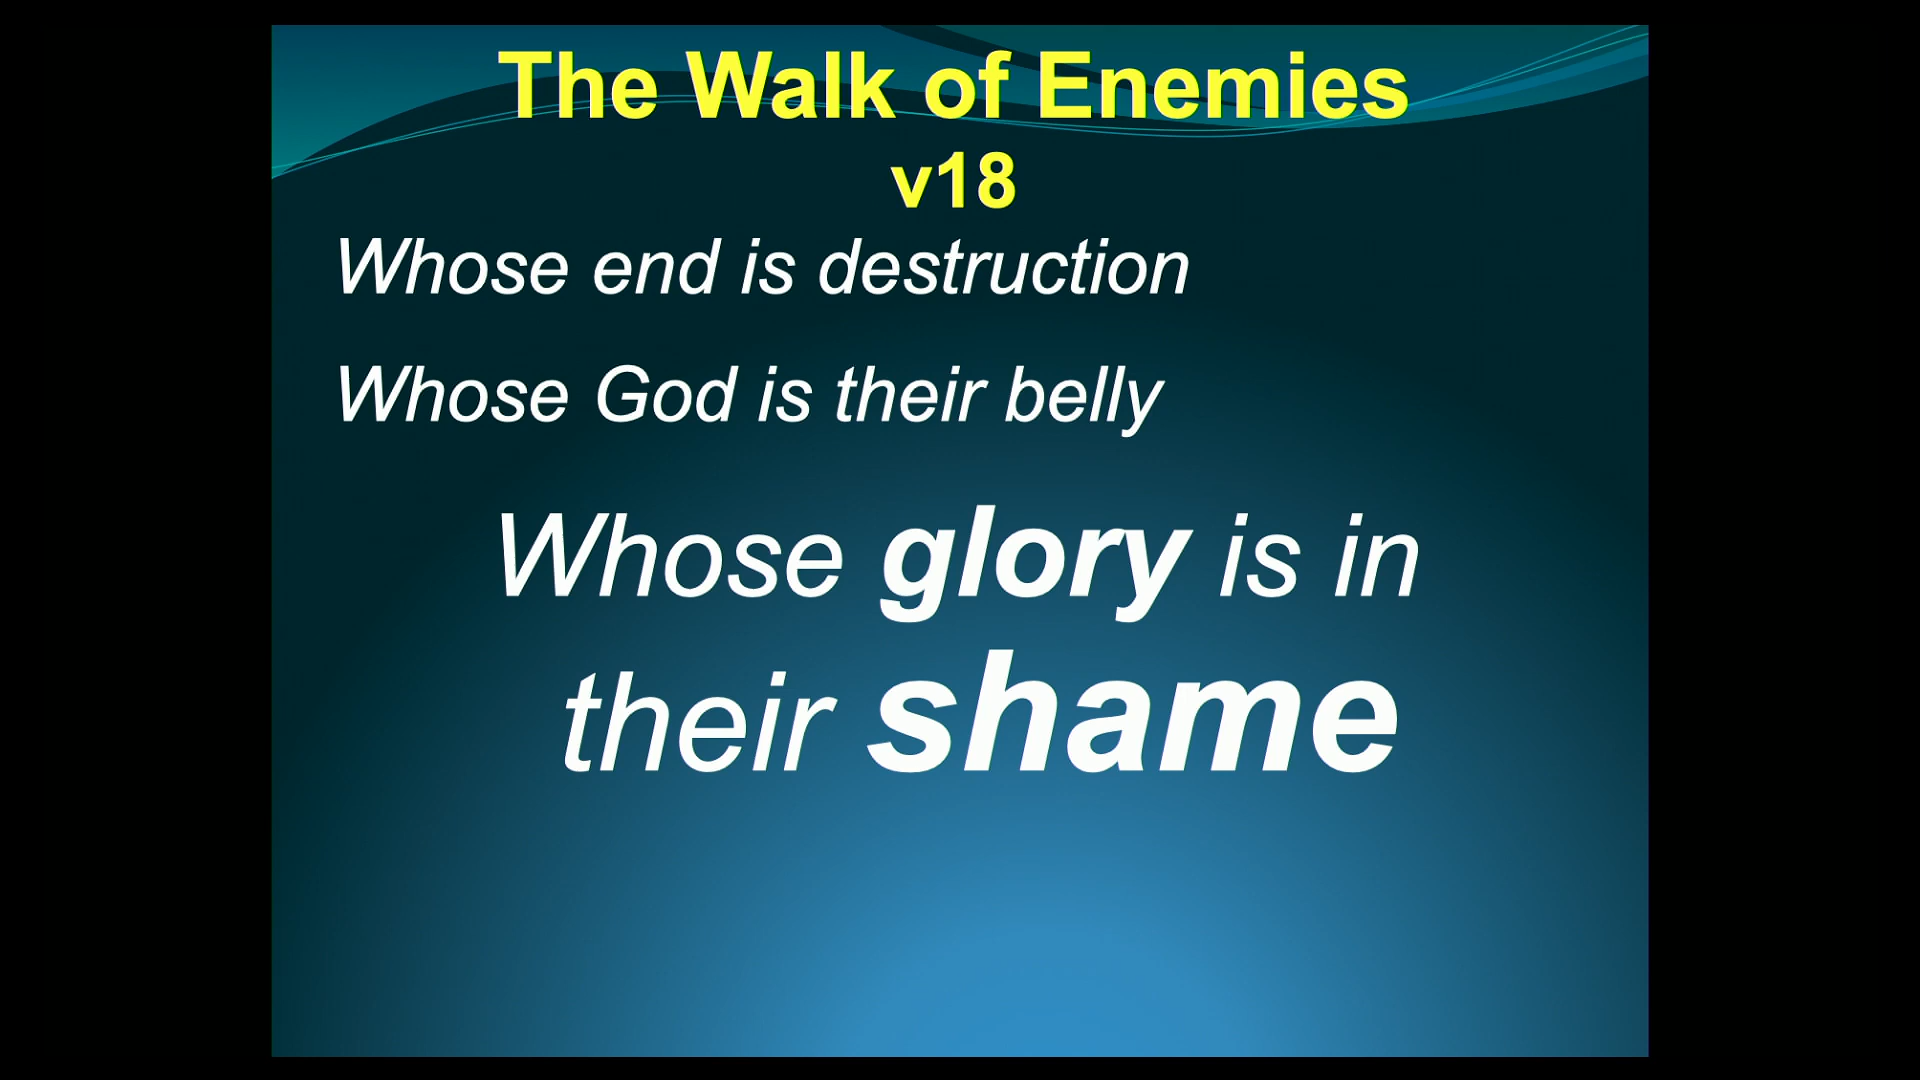 The Walk of Enemies
v18
Whose end is destruction
Whose God is their belly
Whose glory is in
their shame